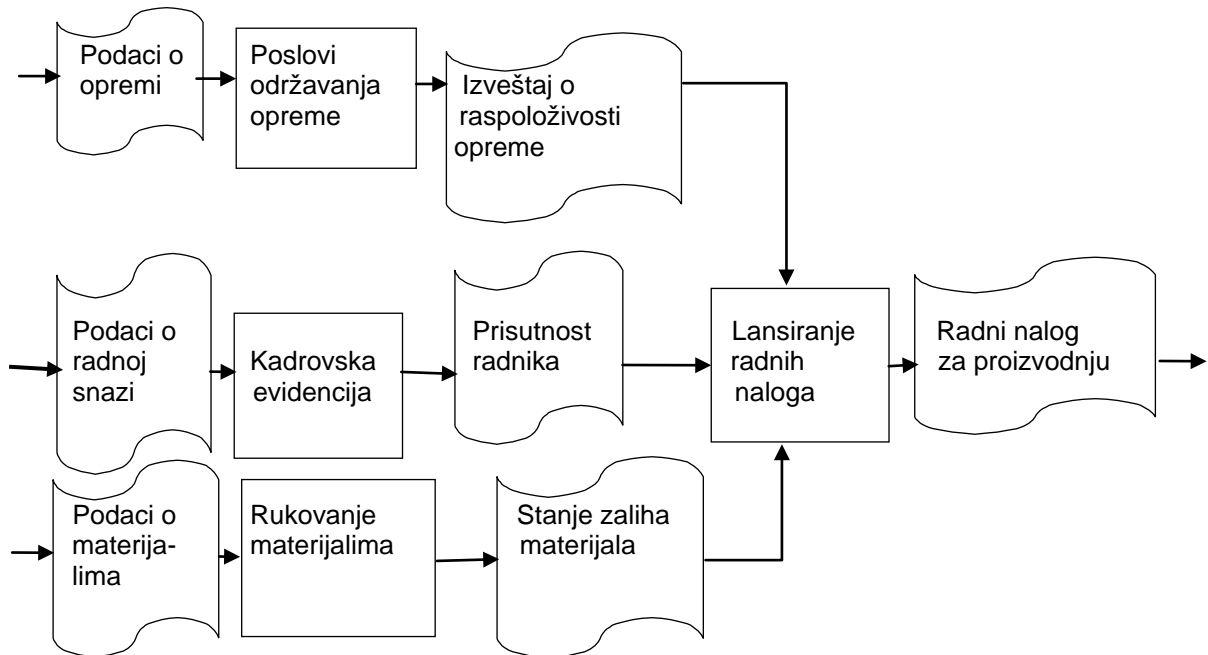 Podaci o
opremi
Poslovi
održavanja
opreme
Izveštaj o
raspoloživosti
opreme
Podaci o
radnoj
snazi
Kadrovska
evidencija
Prisutnost
radnika
Lansiranje
radnih
naloga
Radni nalog
za proizvodnju
Podaci o
materija-
lima
Rukovanje
materijalima
Stanje zaliha
materijala